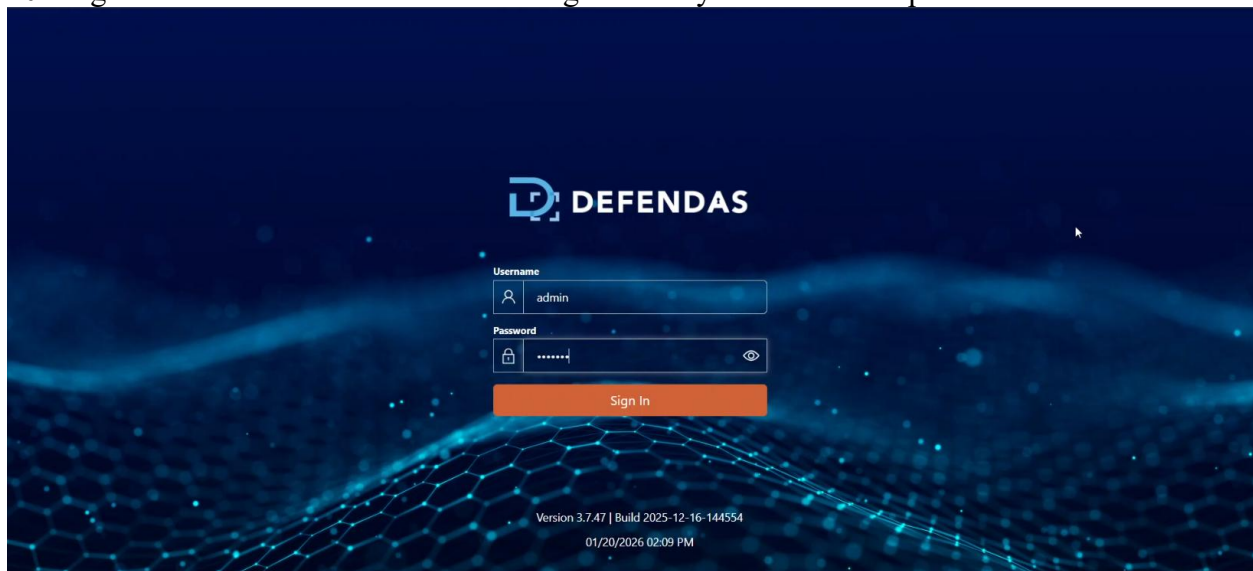 DEFENDAS
Username
admin
Password
Sign In
Version 3.7.47 | Build 2025-12-16-144554
01/20/2026 02:09 PM